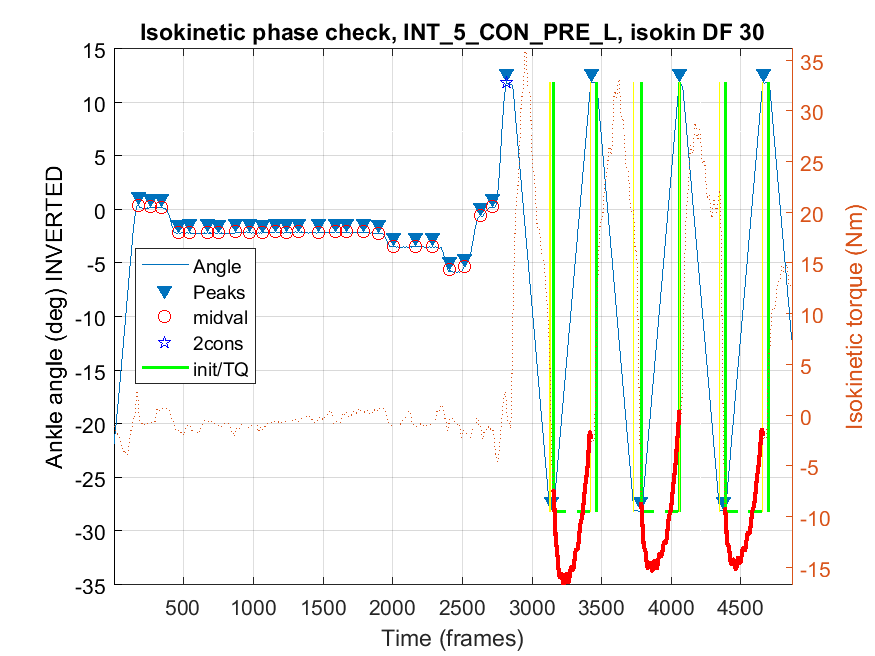 Isokinetic phase check, INT_5_CON_PRE_L, isokin DF 30
Ankle angle (deg) INVERTED
15
10
5
0
-5
-10
-15
-20
-25
-30
-35
Angle
Peaks
midval
2cons
init/TQ
35
30
25
20
15
10
5
0
-5
-10
-15
Isokinetic torque (Nm)
500 1000 1500 2000 2500 3000 3500 4000 4500
Time (frames)